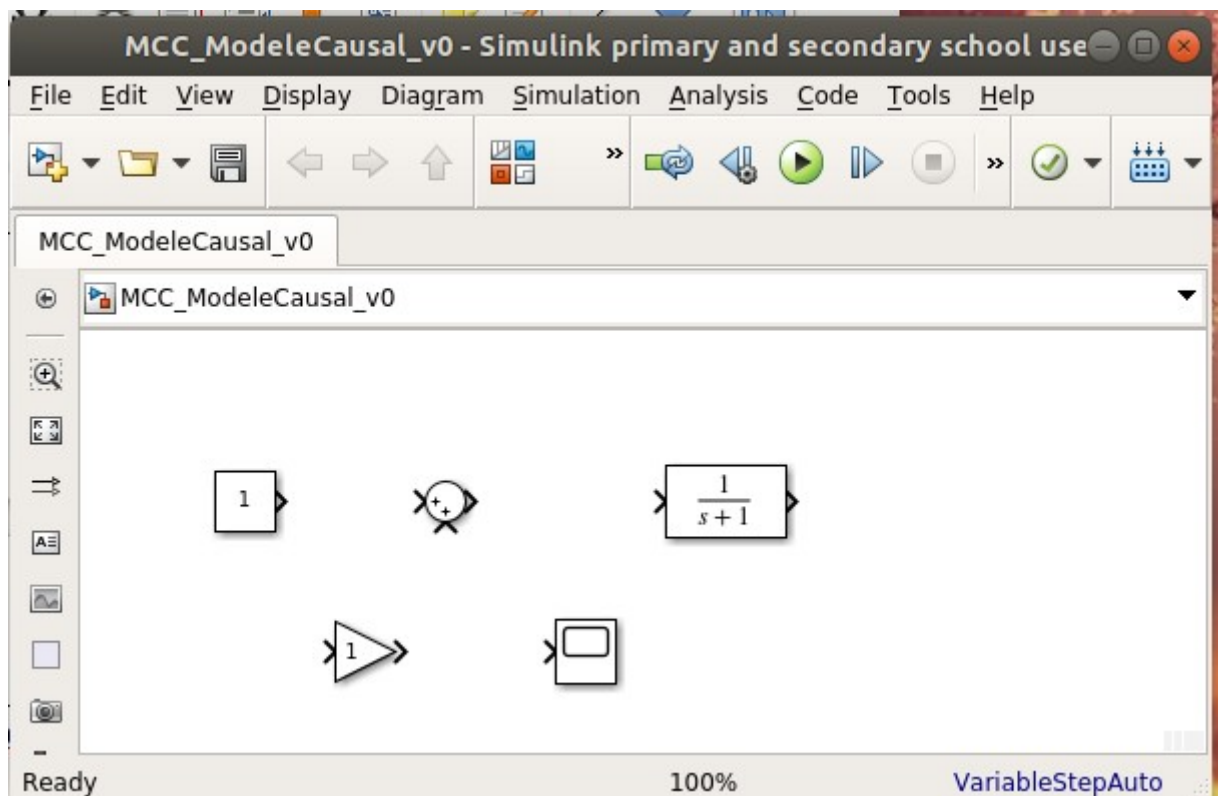 MCC_ModeleCausal_v0 - Simulink primary and secondary school use
File Edit View Display Diagram Simulation Analysis Code Tools Help
» »
MCC_ModeleCausal_v0
MCC_ModeleCausal_v0
1
+
+
1
s + 1
1
Ready 100% VariableStepAuto